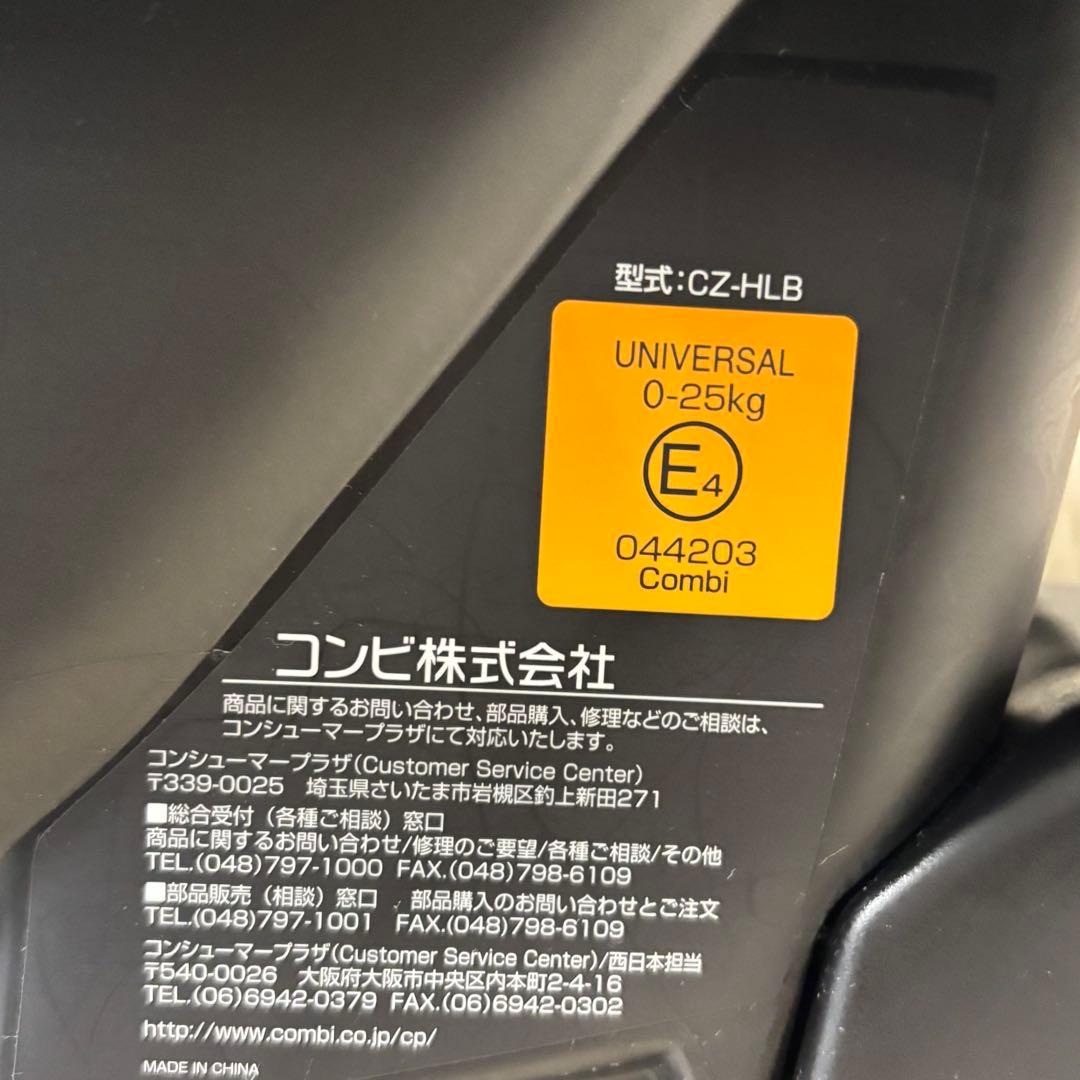 型式:CZ-HLB
UNIVERSAL
0-25kg
E4
044203
Combi
コンビ株式会社
商品に関するお問い合わせ、部品購入、修理などのご相談は、
コンシューマープラザにて対応いたします。
コンシューマープラザ(Customer Service Center)
〒339-0025 埼玉県さいたま市岩槻区釣上新田271
■総合受付(各種ご相談)窓口
商品に関するお問い合わせ/修理のご要望/各種ご相談/その他
TEL.(048)797-1000 FAX.(048)798-6109
■部品販売(相談)窓口 部品購入のお問い合わせとご注文
TEL.(048)797-1001 FAX.(048)798-6109
コンシューマープラザ(Customer Service Center)/西日本担当
〒540-0026 大阪府大阪市中央区内本町2-4-16
TEL.(06)6942-0379 FAX.(06)6942-0302
http://www.combi.co.jp/cp/
MADE IN CHINA